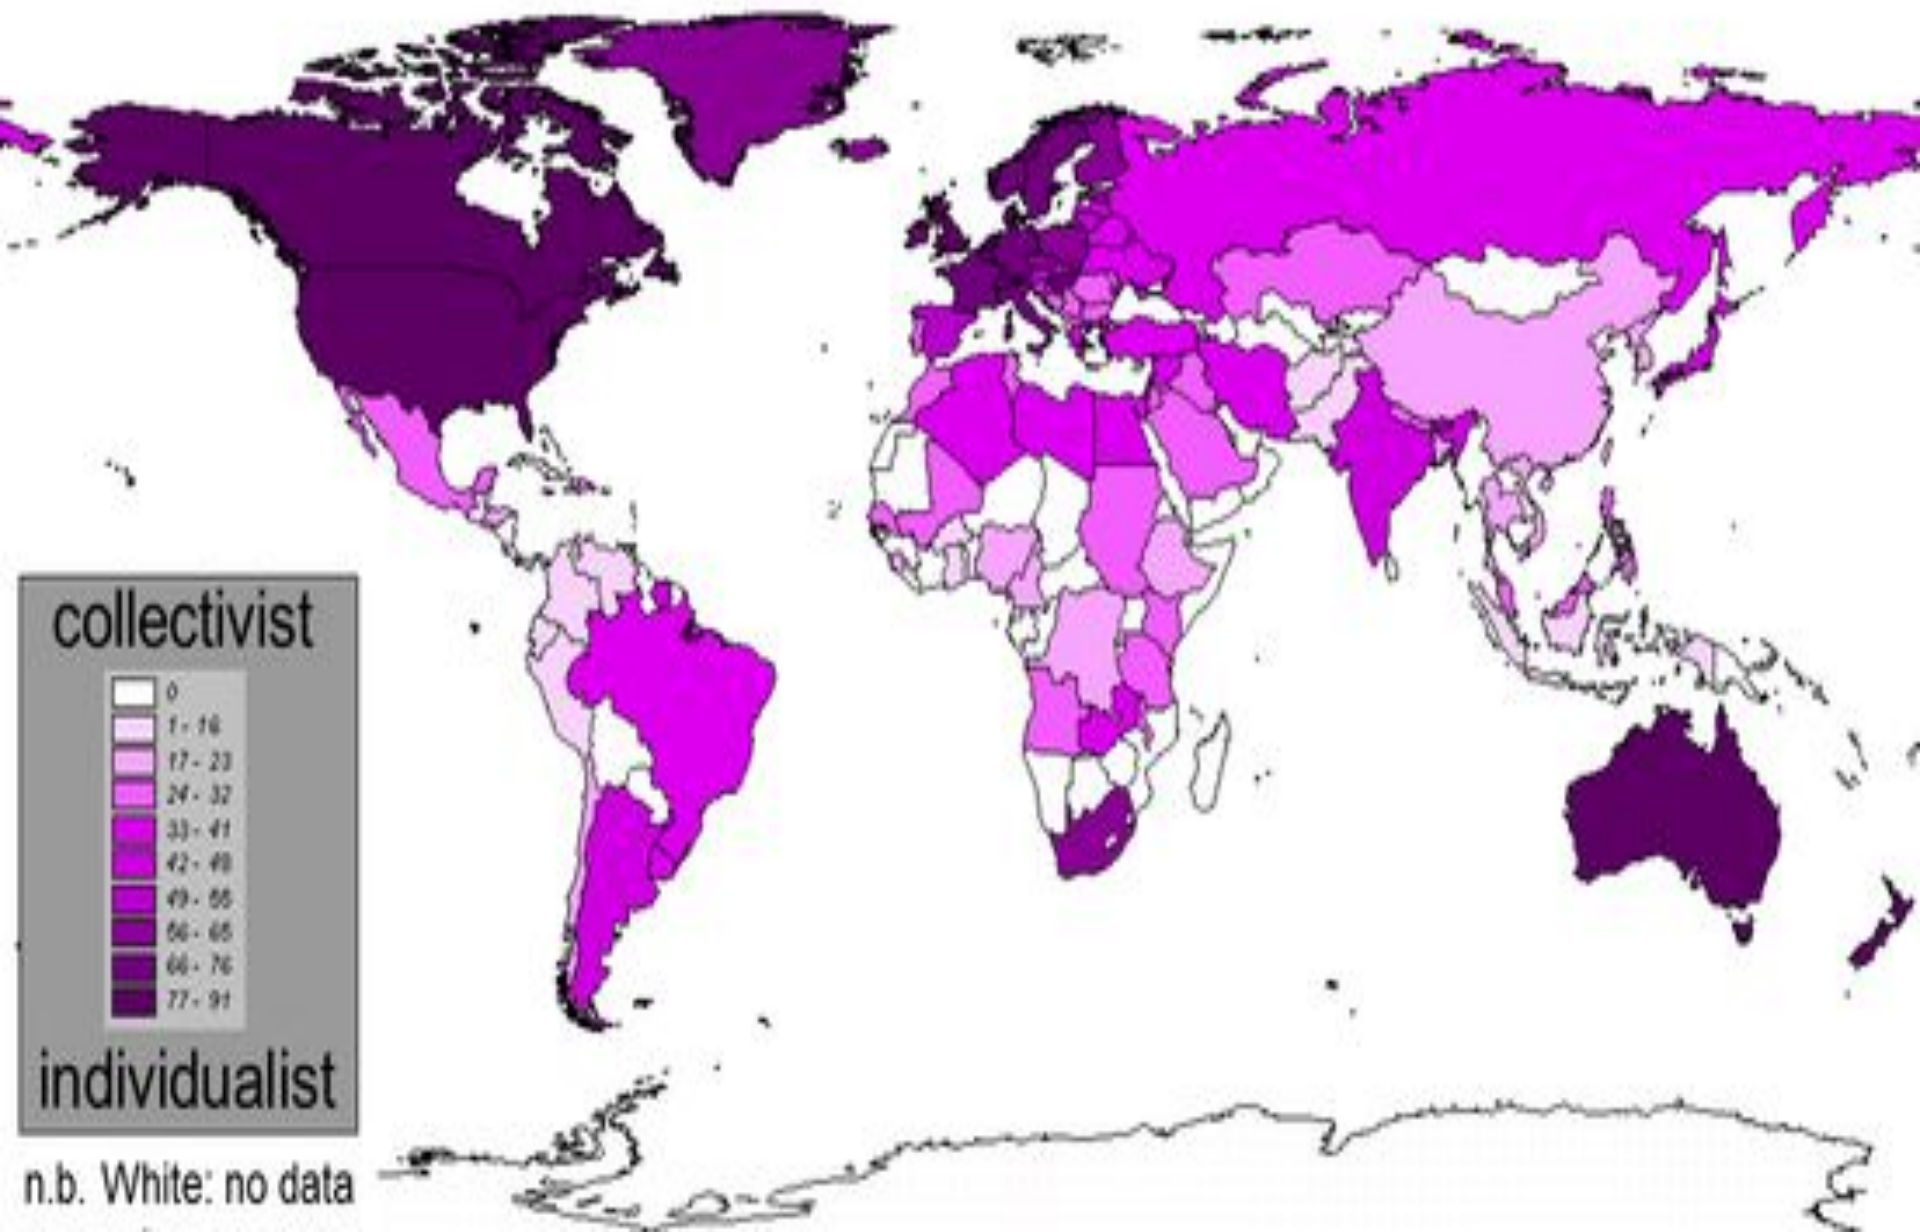 collectivist
0
1 - 16
17 - 23
24 - 32
33 - 41
42 - 48
49 - 55
56 - 65
66 - 76
77 - 91
individualist
n.b. White: no data